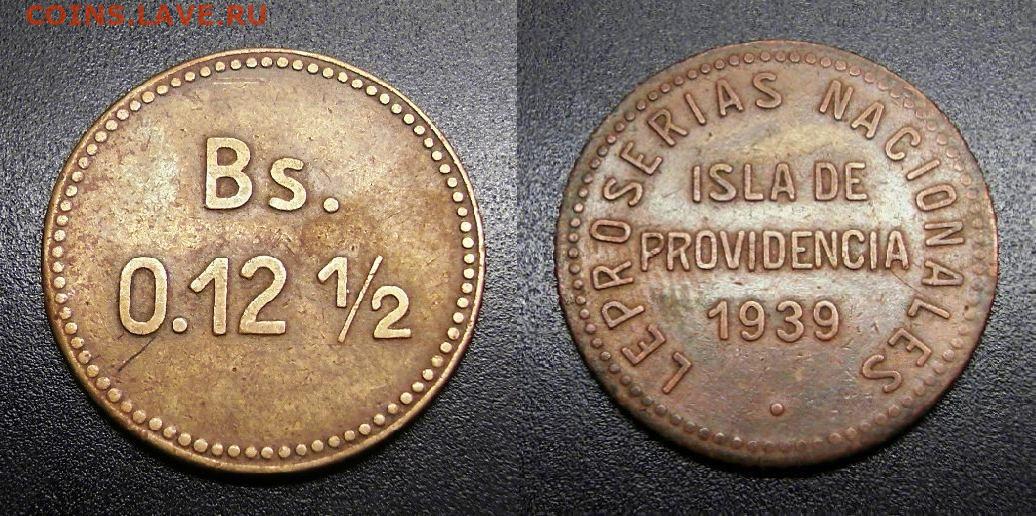 COINS.LAVE.RU
Bs.
0.12 1/2
LEPROSERIAS NACIONALES
ISLA DE
PROVIDENCIA
1939